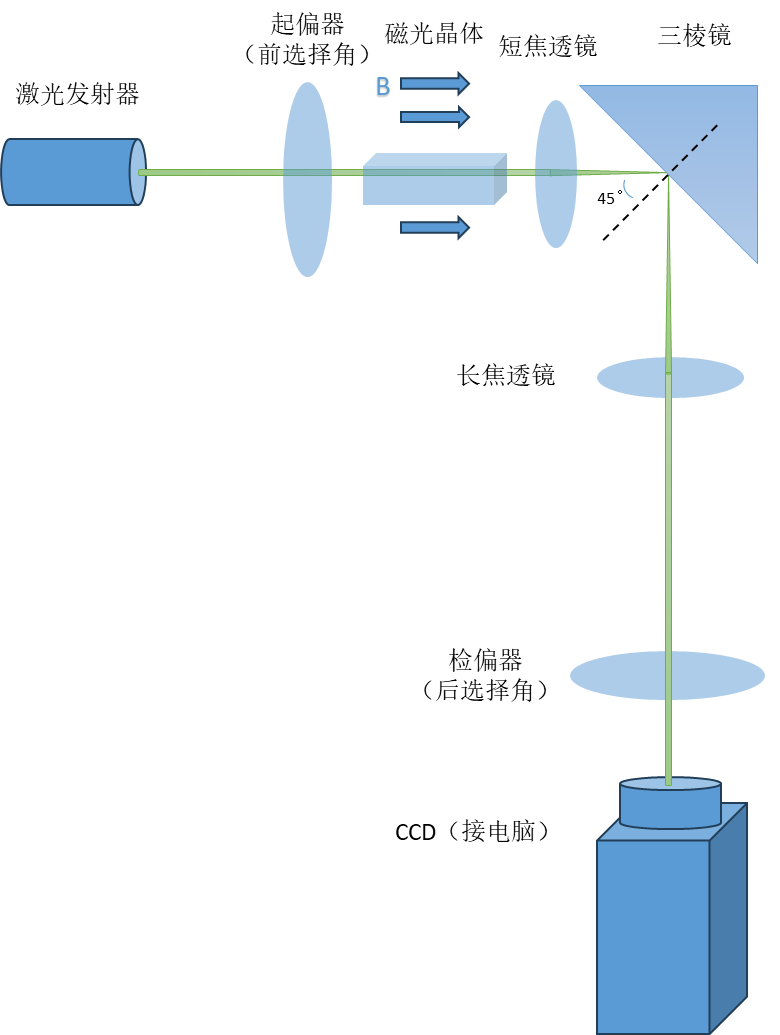 激光发射器
起偏器
（前选择角）
磁光晶体
B
短焦透镜
三棱镜
45°
长焦透镜
检偏器
（后选择角）
CCD（接电脑）